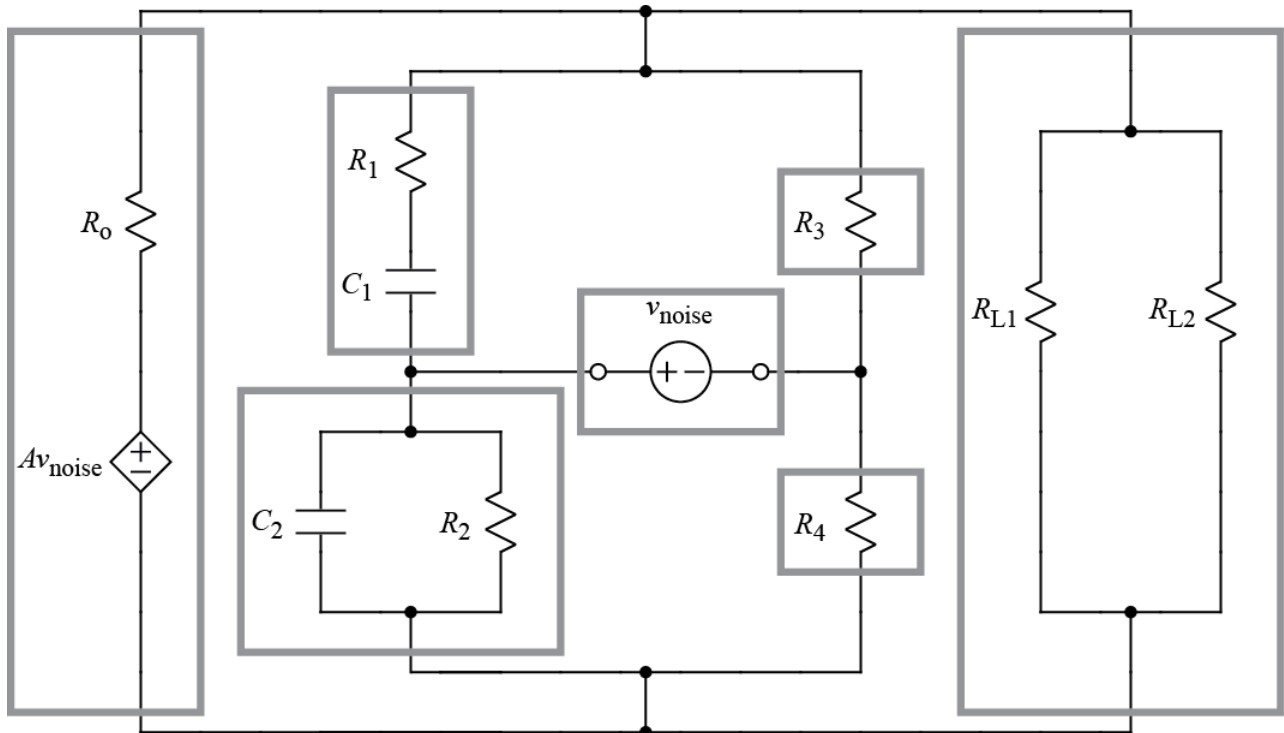 R1
C1
Ro
R3
vnoise
+ −
RL1
RL2
+
−
Avnoise
C2
R2
R4